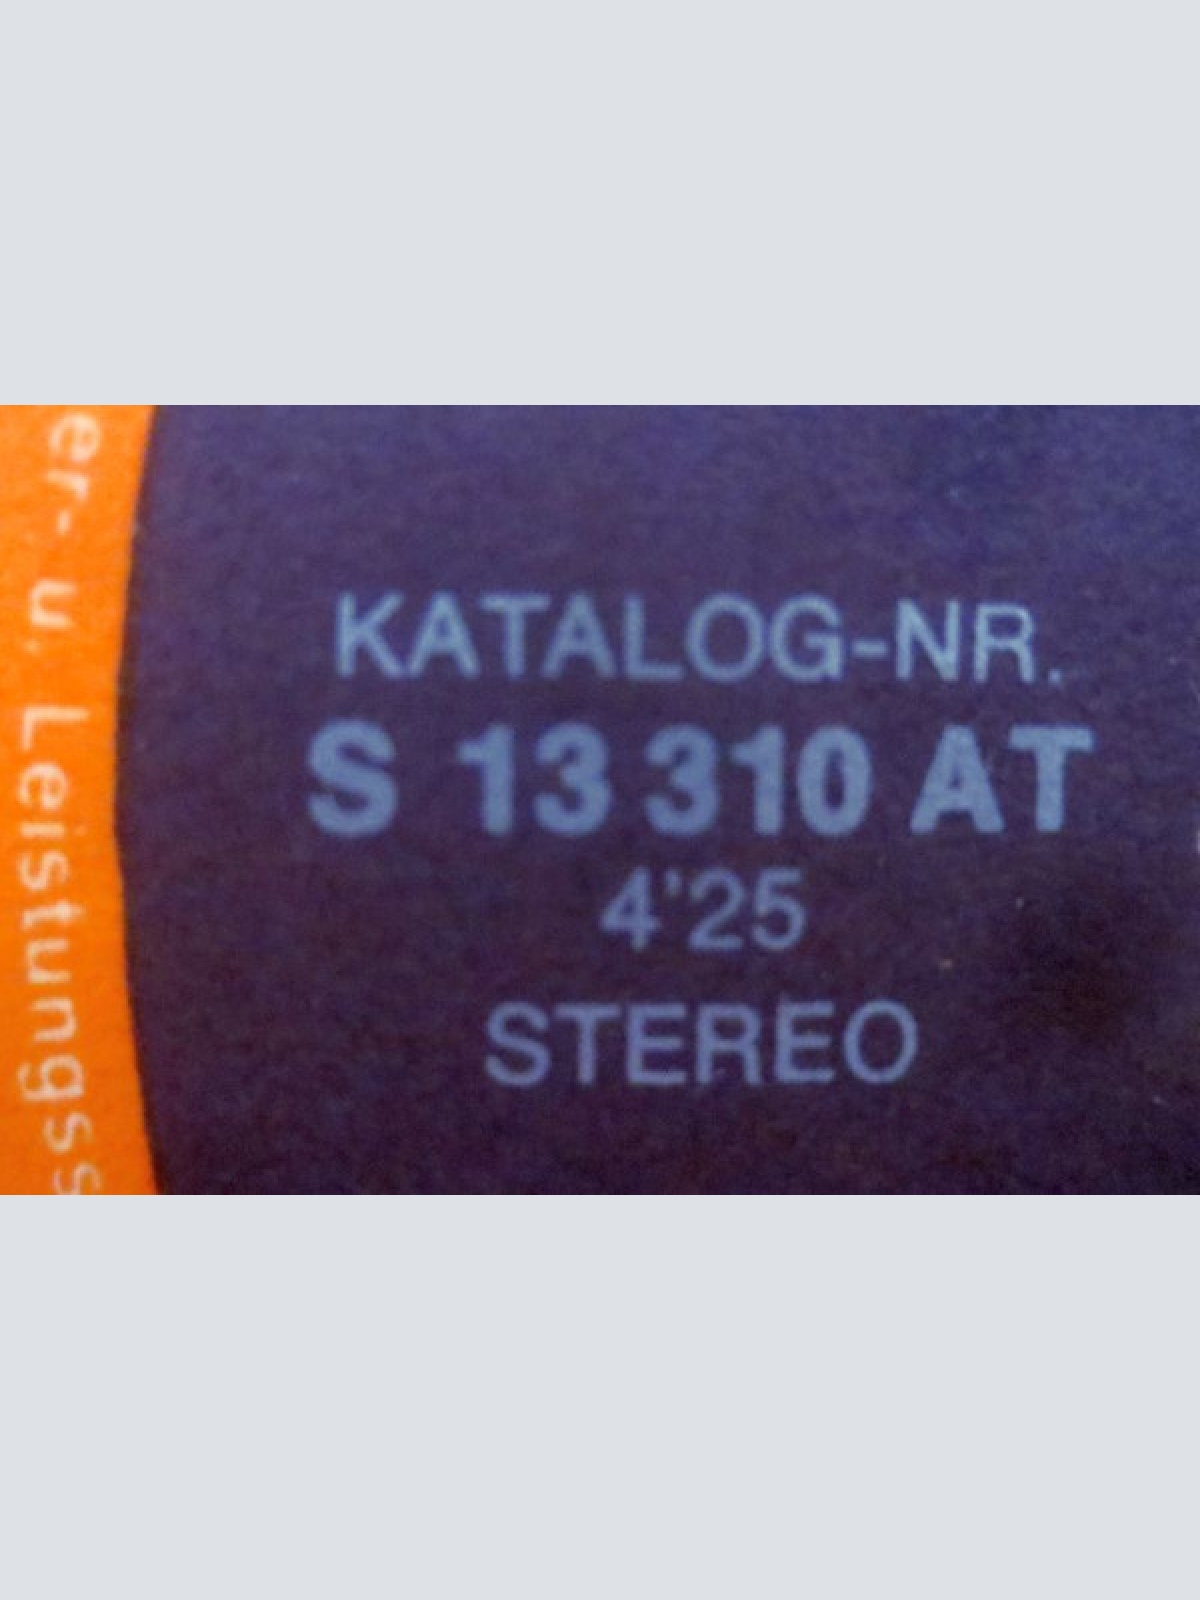 er- u. Leistungss
KATALOG-NR.
S 13 310 AT
4'25
STEREO